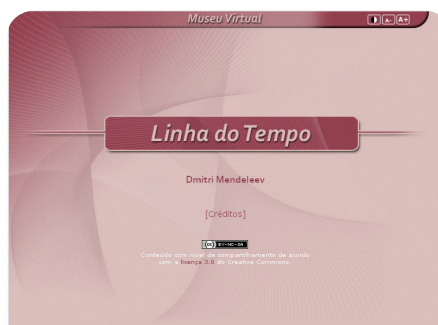 Museu Virtual
A- A+
Linha do Tempo
Dmitri Mendeleev
[Créditos]
cc BY-NC-SA
Conteúdo com nível de compartilhamento de acordo
com a licença 3.0 do Creative Commons.